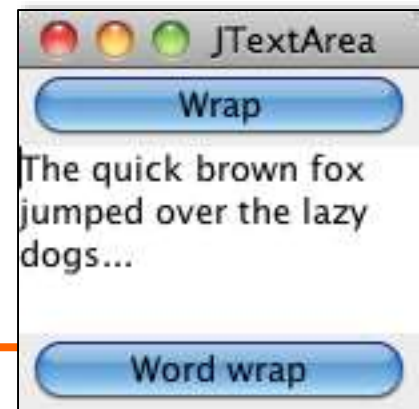 JTextArea
Wrap
The quick brown fox
jumped over the lazy
dogs...
Word wrap